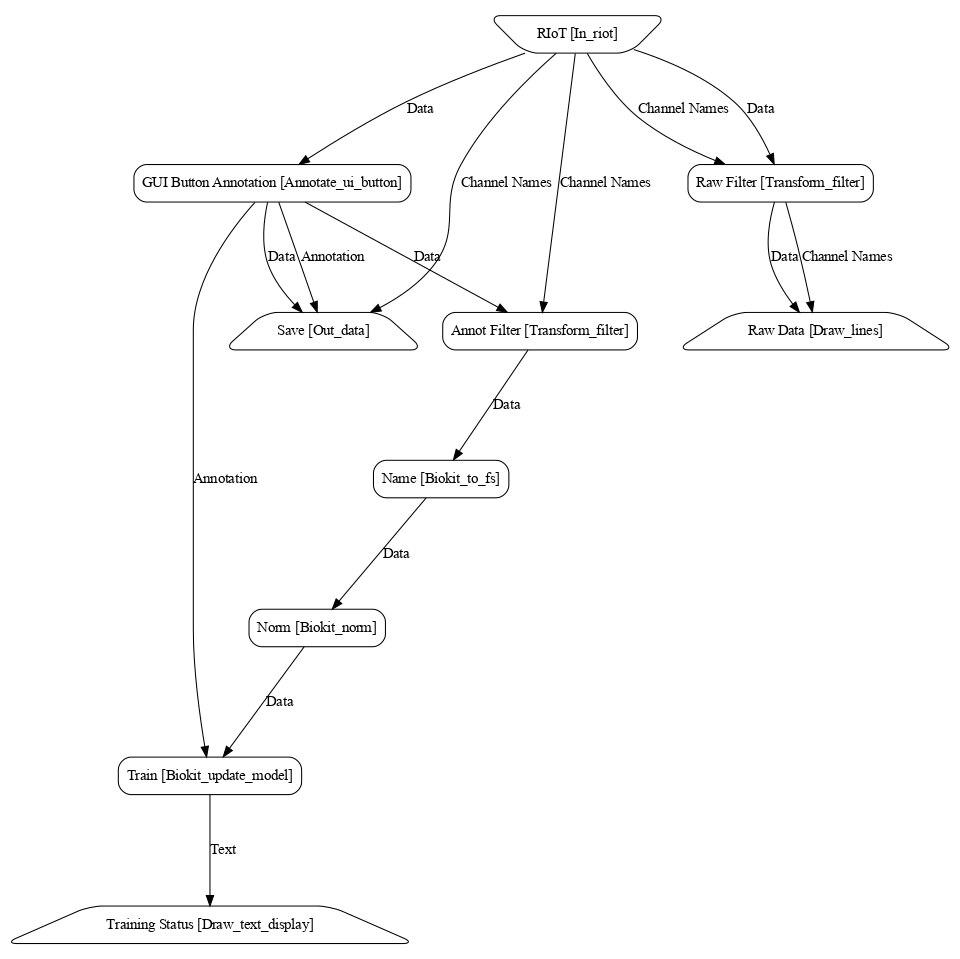 RIoT [In_riot]
Data
Channel Names
Data
GUI Button Annotation [Annotate_ui_button]
Channel Names
Channel Names
Raw Filter [Transform_filter]
Data
Annotation
Data
Data
Channel Names
Save [Out_data]
Annot Filter [Transform_filter]
Raw Data [Draw_lines]
Data
Annotation
Name [Biokit_to_fs]
Data
Norm [Biokit_norm]
Data
Train [Biokit_update_model]
Text
Training Status [Draw_text_display]